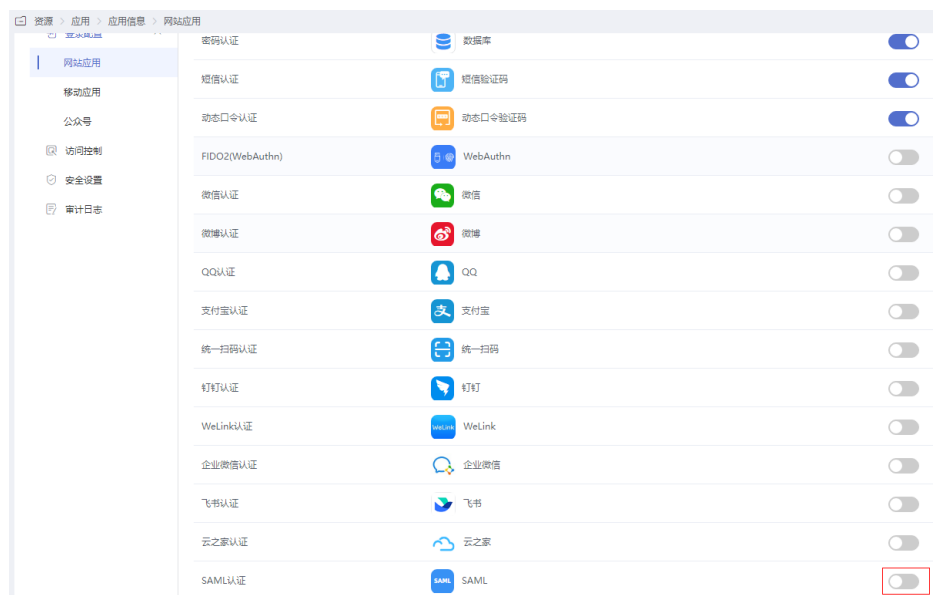 资源 > 应用 > 应用信息 > 网站应用
登录配置
网站应用
移动应用
公众号
访问控制
安全设置
审计日志
密码认证 数据库
短信认证 短信验证码
动态口令认证 动态口令验证码
FIDO2(WebAuthn) WebAuthn
微信认证 微信
微博认证 微博
QQ认证 QQ
支付宝认证 支 支付宝
统一扫码认证 统一扫码
钉钉认证 钉钉
WeLink认证 WeLink WeLink
企业微信认证 企业微信
飞书认证 飞书
云之家认证 云之家
SAML认证 SAML SAML